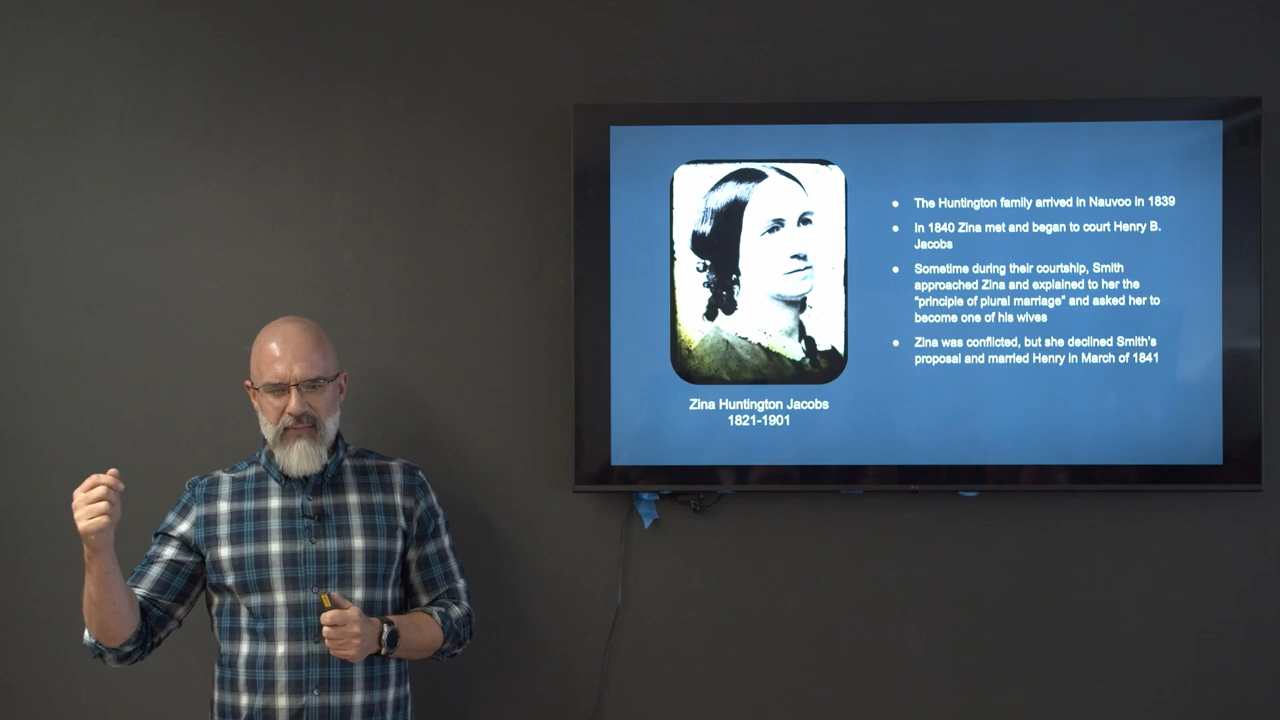 ● The Huntington family arrived in Nauvoo in 1839
● In 1840 Zina met and began to court Henry B.
Jacobs
● Sometime during their courtship, Smith
approached Zina and explained to her the
“principle of plural marriage” and asked her to
become one of his wives
● Zina was conflicted, but she declined Smith's
proposal and married Henry in March of 1841
Zina Huntington Jacobs
1821-1901